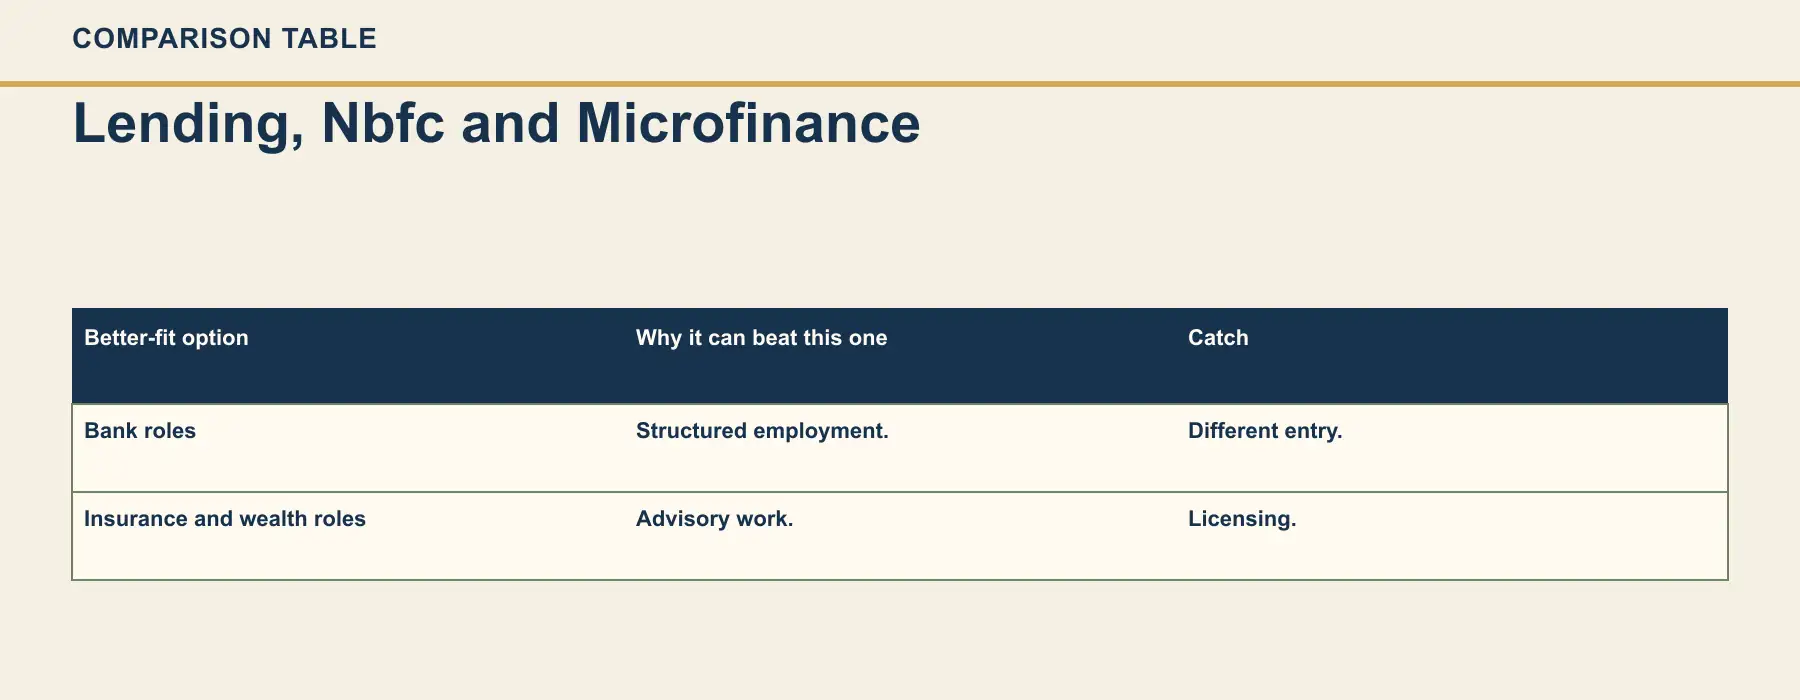 COMPARISON TABLE
Lending, Nbfc and Microfinance
Better-fit option Why it can beat this one Catch
Bank roles Structured employment. Different entry.
Insurance and wealth roles Advisory work. Licensing.